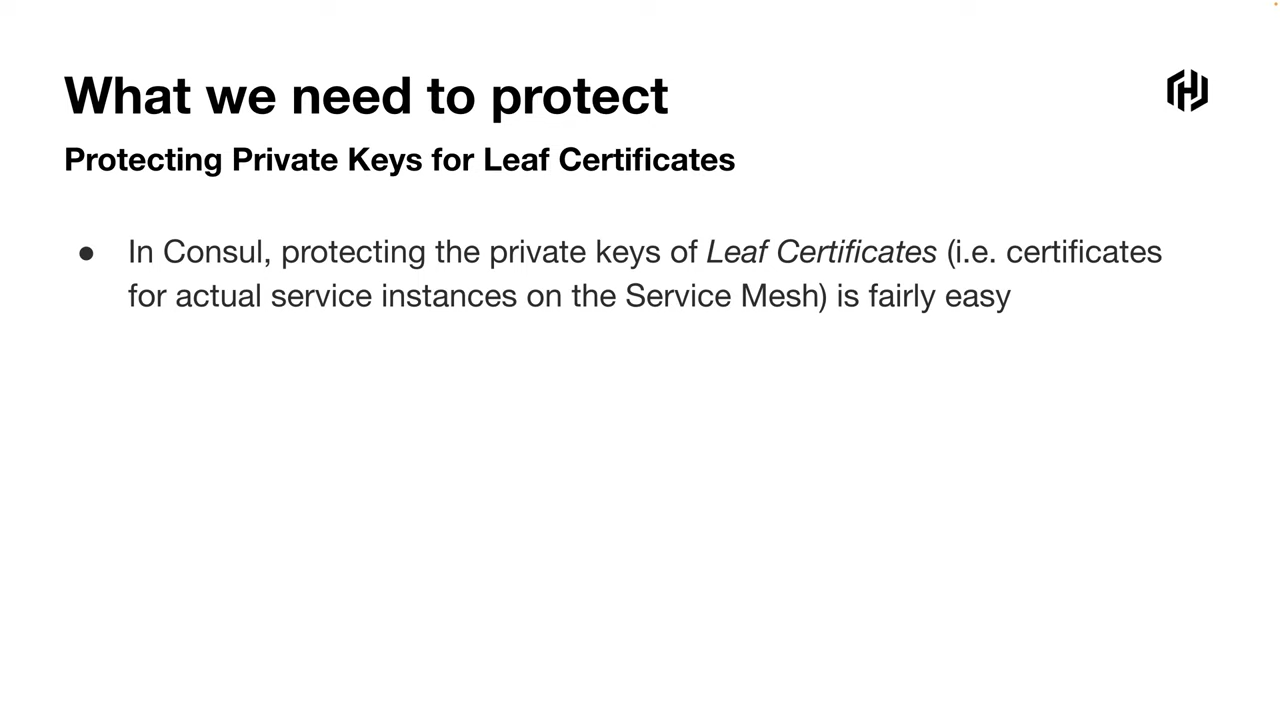 What we need to protect
Protecting Private Keys for Leaf Certificates
● In Consul, protecting the private keys of Leaf Certificates (i.e. certificates
for actual service instances on the Service Mesh) is fairly easy